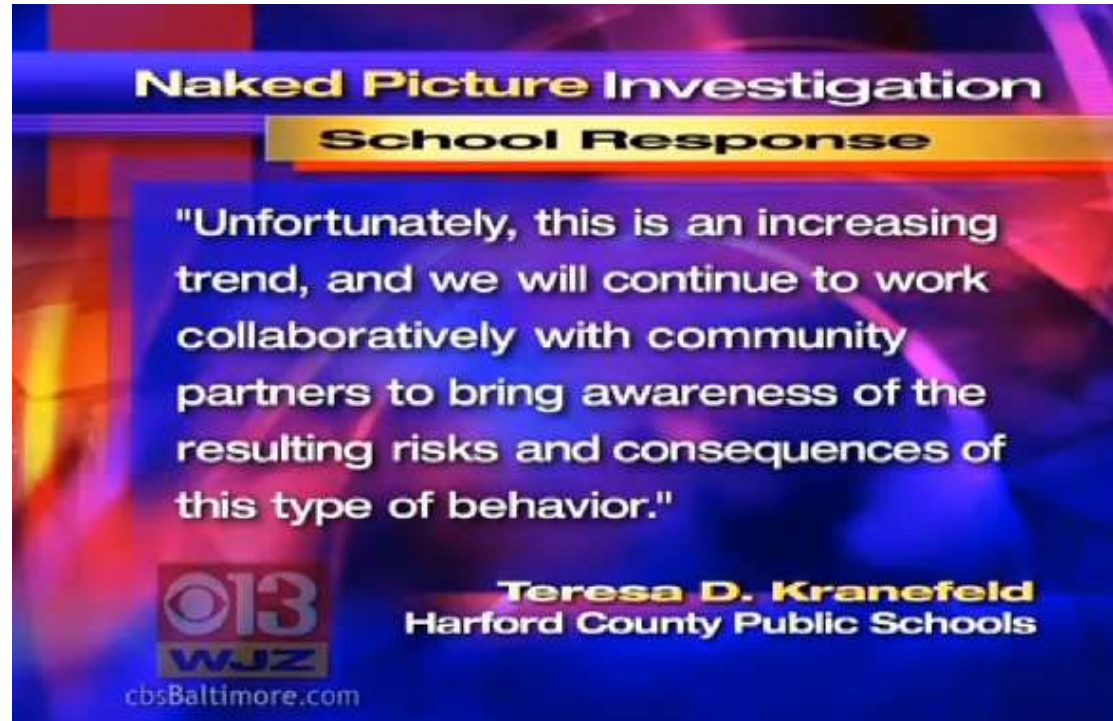 Naked Picture Investigation
School Response
"Unfortunately, this is an increasing
trend, and we will continue to work
collaboratively with community
partners to bring awareness of the
resulting risks and consequences of
this type of behavior."
Teresa D. Kranefeld
Harford County Public Schools
13
WJZ
cbsBaltimore.com